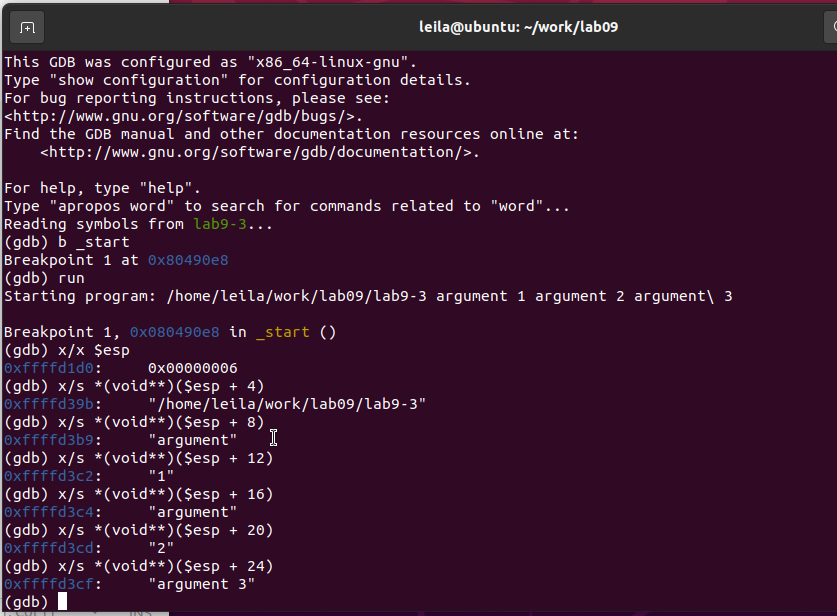 leila@ubuntu: ~/work/lab09
This GDB was configured as "x86_64-linux-gnu".
Type "show configuration" for configuration details.
For bug reporting instructions, please see:
<http://www.gnu.org/software/gdb/bugs/>.
Find the GDB manual and other documentation resources online at:
    <http://www.gnu.org/software/gdb/documentation/>.

For help, type "help".
Type "apropos word" to search for commands related to "word"...
Reading symbols from lab9-3...
(gdb) b _start
Breakpoint 1 at 0x80490e8
(gdb) run
Starting program: /home/leila/work/lab09/lab9-3 argument 1 argument 2 argument\ 3

Breakpoint 1, 0x080490e8 in _start ()
(gdb) x/x $esp
0xffffd1d0:     0x00000006
(gdb) x/s *(void**)($esp + 4)
0xffffd39b:     "/home/leila/work/lab09/lab9-3"
(gdb) x/s *(void**)($esp + 8)
0xffffd3b9:     "argument"
(gdb) x/s *(void**)($esp + 12)
0xffffd3c2:     "1"
(gdb) x/s *(void**)($esp + 16)
0xffffd3c4:     "argument"
(gdb) x/s *(void**)($esp + 20)
0xffffd3cd:     "2"
(gdb) x/s *(void**)($esp + 24)
0xffffd3cf:     "argument 3"
(gdb)